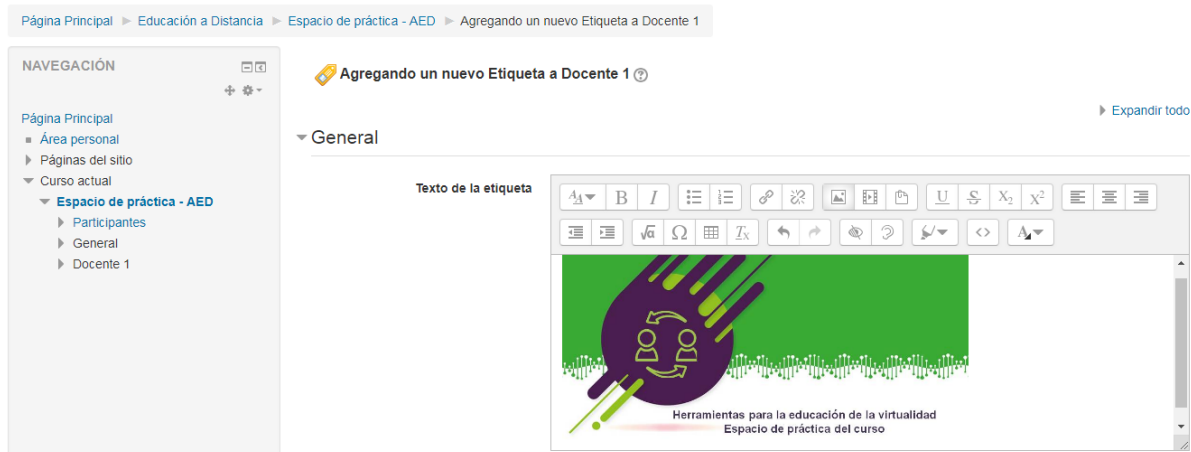 Página Principal ► Educación a Distancia ► Espacio de práctica - AED ► Agregando un nuevo Etiqueta a Docente 1
NAVEGACIÓN
Página Principal
Área personal
Páginas del sitio
Curso actual
Espacio de práctica - AED
Participantes
General
Docente 1
Agregando un nuevo Etiqueta a Docente 1
Expandir todo
General
Texto de la etiqueta
Herramientas para la educación de la virtualidad
Espacio de práctica del curso